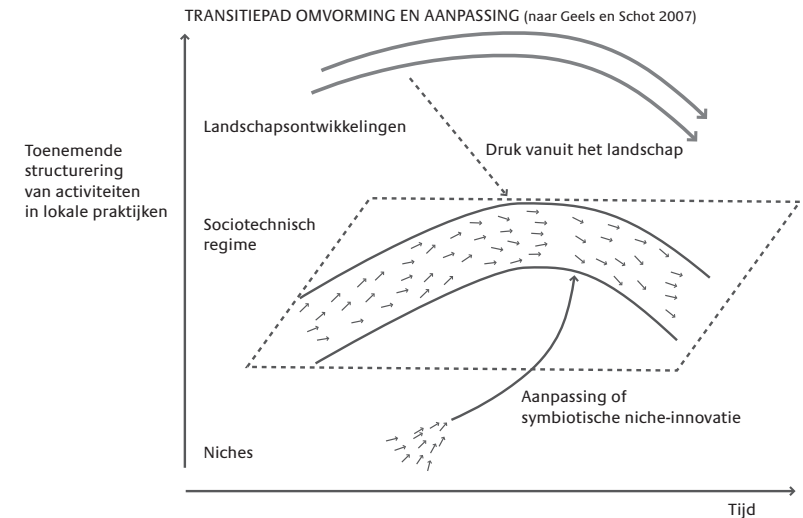 TRANSITIEPAD OMVORMING EN AANPASSING (naar Geels en Schot 2007)
Landschapsontwikkelingen
Druk vanuit het landschap
Toenemende
structurering
van activiteiten
in lokale praktijken
Sociotechnisch
regime
Aanpassing of
symbiotische niche-innovatie
Niches
Tijd